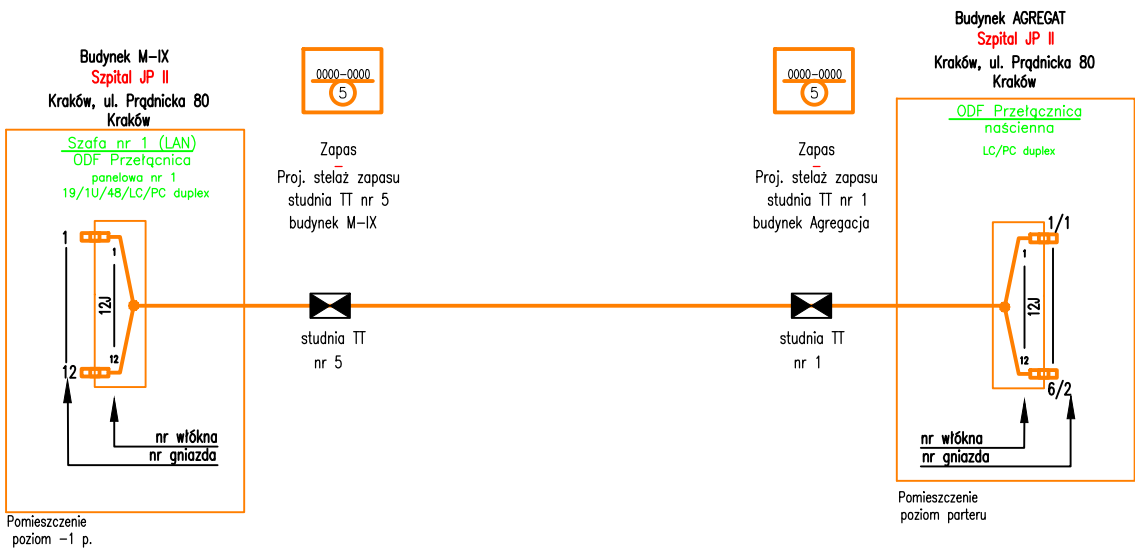 Budynek M-IX
Szpital JP II
Kraków, ul. Prądnicka 80
Kraków
Szafa nr 1 (LAN)
ODF Przełącnica
panelowa nr 1
19/1U/48/LC/PC duplex
1
1
12J
12
12
nr włókna
nr gniazda
Pomieszczenie
poziom -1 p.
0000-0000
5
Zapas
Proj. stelaż zapasu
studnia TT nr 5
budynek M-IX
studnia TT
nr 5
0000-0000
5
Zapas
Proj. stelaż zapasu
studnia TT nr 1
budynek Agregacja
studnia TT
nr 1
Budynek AGREGAT
Szpital JP II
Kraków, ul. Prądnicka 80
Kraków
ODF Przełącznica
naścienna
LC/PC duplex
1/1
1
12J
12
6/2
nr włókna
nr gniazda
Pomieszczenie
poziom parteru